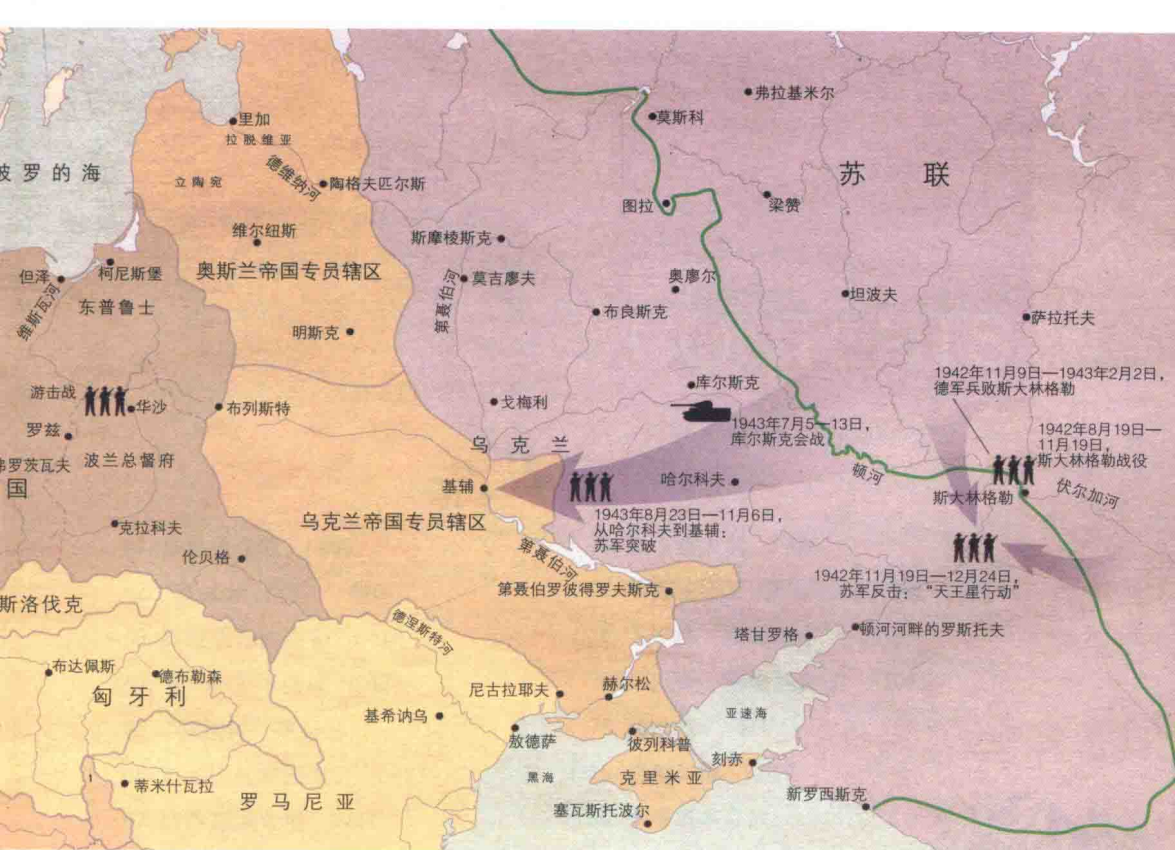 弗拉基米尔
莫斯科
里加
拉脱维亚
苏联
波罗的海
德维纳河
立陶宛
陶格夫匹尔斯
梁赞
图拉
维尔纽斯
斯摩棱斯克
奥斯兰帝国专员辖区
但泽
柯尼斯堡
莫吉廖夫
奥廖尔
维斯瓦河
东普鲁士
第聂伯河
坦波夫
布良斯克
萨拉托夫
明斯克
1942年11月9日—1943年2月2日，
德军兵败斯大林格勒
库尔斯克
游击战
华沙
布列斯特
戈梅利
1943年7月5—13日，
库尔斯克会战
1942年8月19日—
11月19日，
斯大林格勒战役
罗兹
乌克兰
弗罗茨瓦夫
波兰总督府
国
顿河
哈尔科夫
基辅
斯大林格勒
伏尔加河
1943年8月23日—11月6日，
从哈尔科夫到基辅：
苏军突破
克拉科夫
乌克兰帝国专员辖区
伦贝格
第聂伯河
1942年11月19日—12月24日，
苏军反击：“天王星行动”
第聂伯罗彼得罗夫斯克
斯洛伐克
德涅斯特河
塔甘罗格
顿河河畔的罗斯托夫
布达佩斯
德布勒森
匈牙利
尼古拉耶夫
赫尔松
基希讷乌
亚速海
敖德萨
彼列科普
刻赤
黑海
克里米亚
1
蒂米什瓦拉
罗马尼亚
新罗西斯克
塞瓦斯托波尔